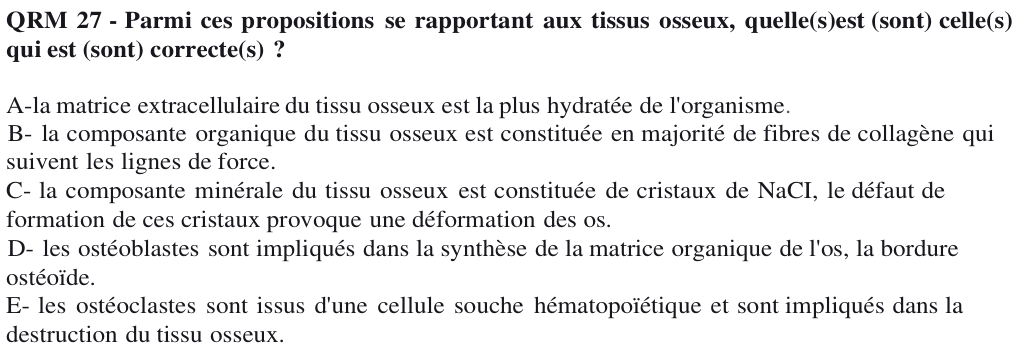 QRM 27 - Parmi ces propositions se rapportant aux tissus osseux, quelle(s)est (sont) celle(s)
qui est (sont) correcte(s) ?
A-la matrice extracellulaire du tissu osseux est la plus hydratée de l'organisme.
B- la composante organique du tissu osseux est constituée en majorité de fibres de collagène qui
suivent les lignes de force.
C- la composante minérale du tissu osseux est constituée de cristaux de NaCI, le défaut de
formation de ces cristaux provoque une déformation des os.
D- les ostéoblastes sont impliqués dans la synthèse de la matrice organique de l'os, la bordure
ostéoïde.
E- les ostéoclastes sont issus d'une cellule souche hématopoïétique et sont impliqués dans la
destruction du tissu osseux.